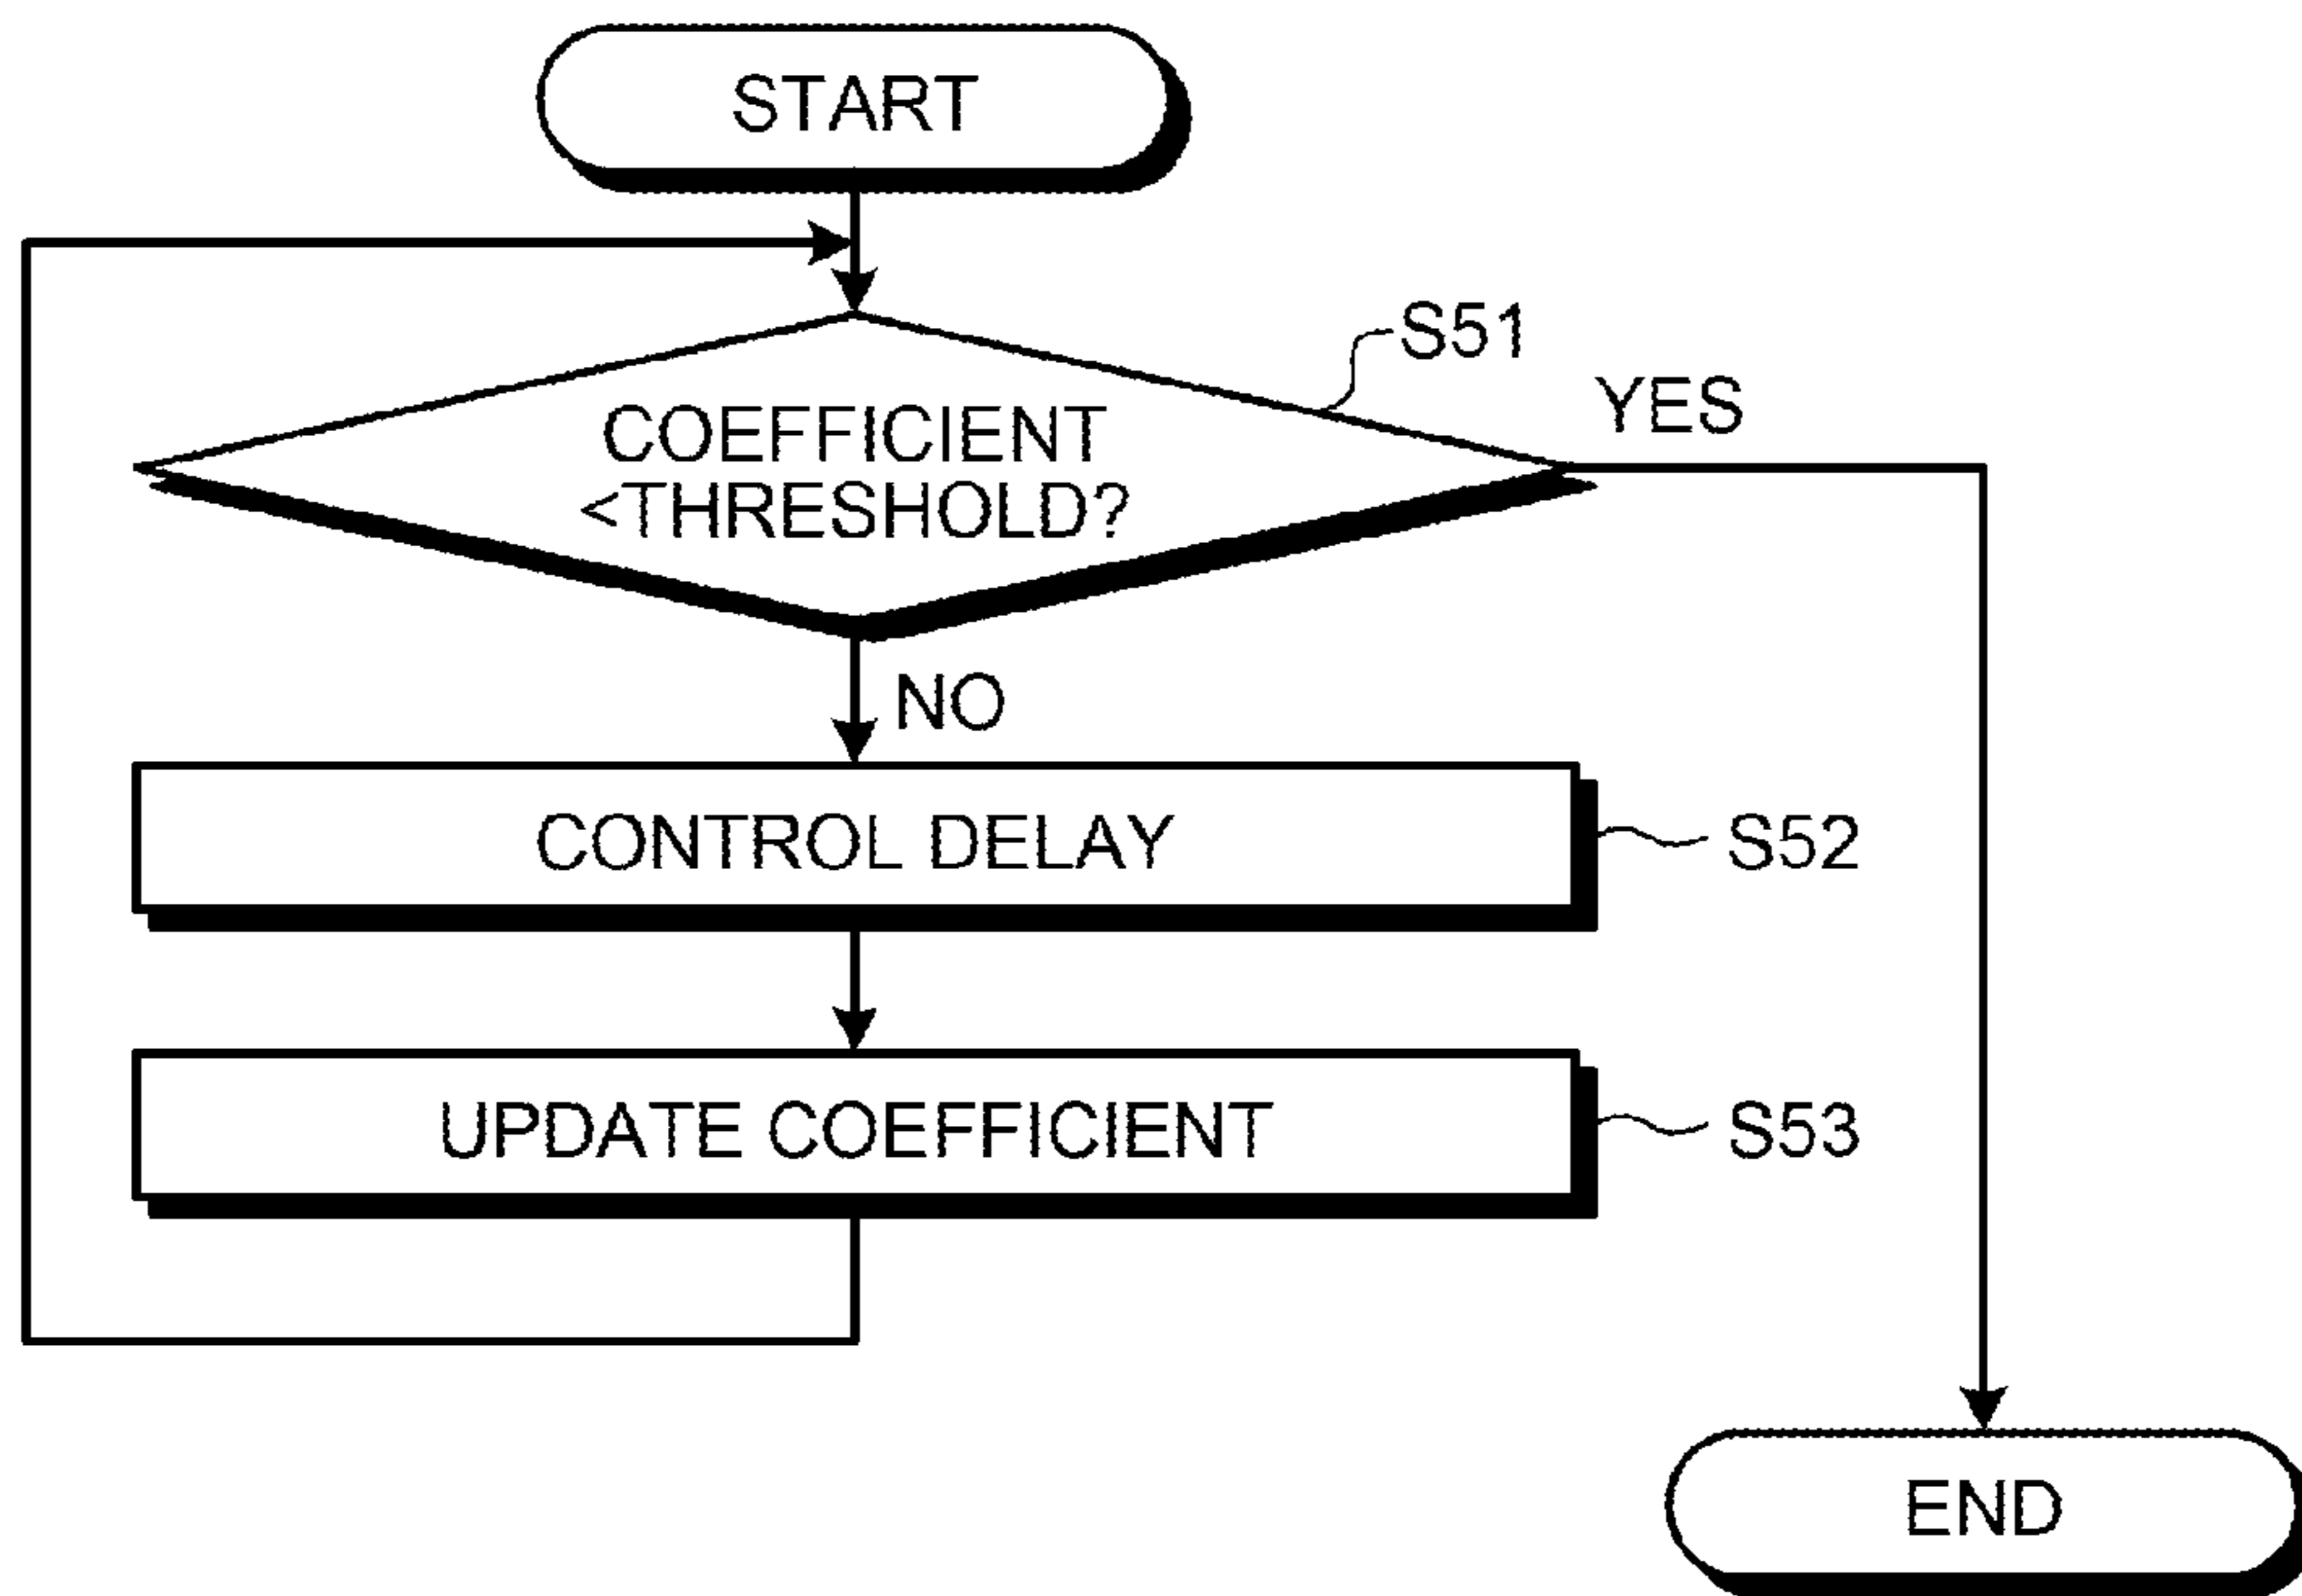 START
S51
YES
COEFFICIENT
<THRESHOLD?
NO
CONTROL DELAY
S52
UPDATE COEFFICIENT
S53
END